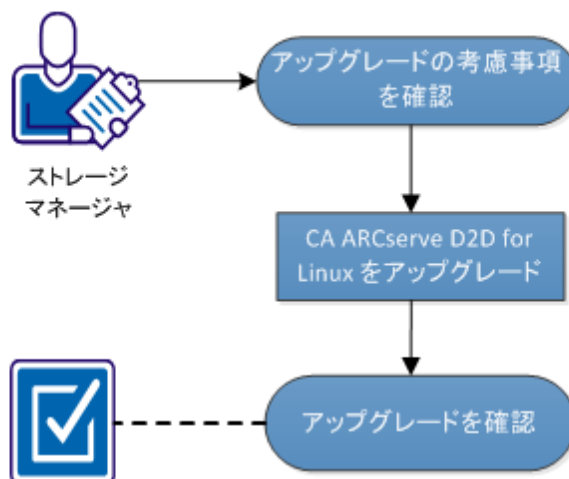 アップグレードの考慮事項
を確認
ストレージ
マネージャ
CA ARCserve D2D for
Linux をアップグレード
アップグレードを確認